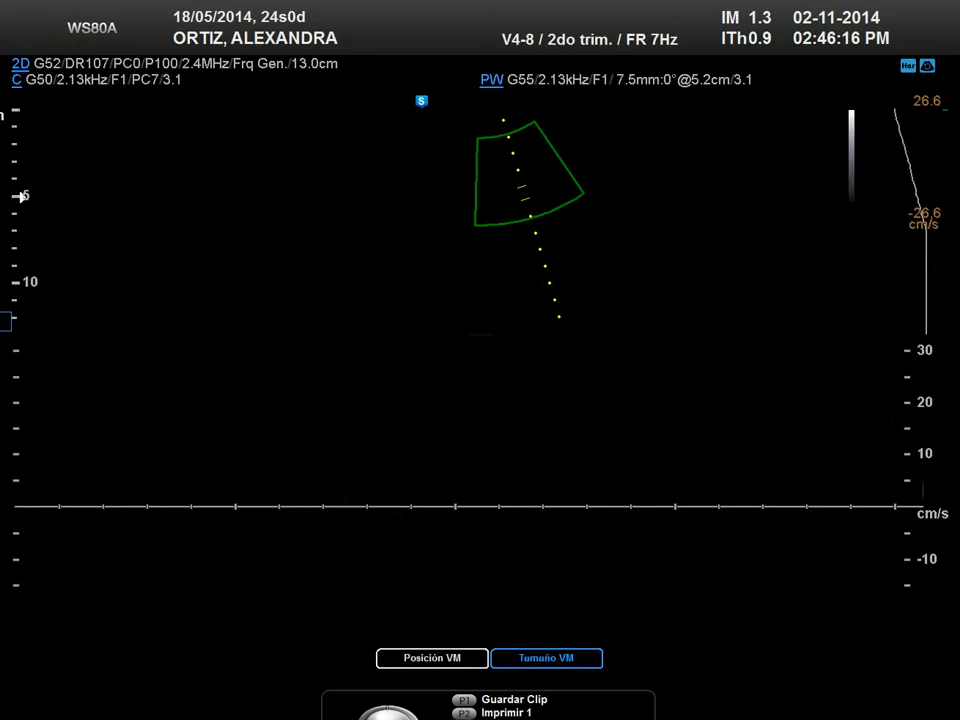 WS80A
18/05/2014, 24s0d
ORTIZ, ALEXANDRA
V4-8 / 2do trim. / FR 7Hz
IM 1.3
ITh0.9
02-11-2014
02:46:16 PM
2D G52/DR107/PC0/P100/2.4MHz/Frq Gen./13.0cm
C G50/2.13kHz/F1/PC7/3.1
PW G55/2.13kHz/F1/ 7.5mm:0°@5.2cm/3.1
Har
S
26.6
5
-26.6
cm/s
10
30
20
10
cm/s
-10
Posición VM
Tamaño VM
P1 Guardar Clip
P2 Imprimir 1